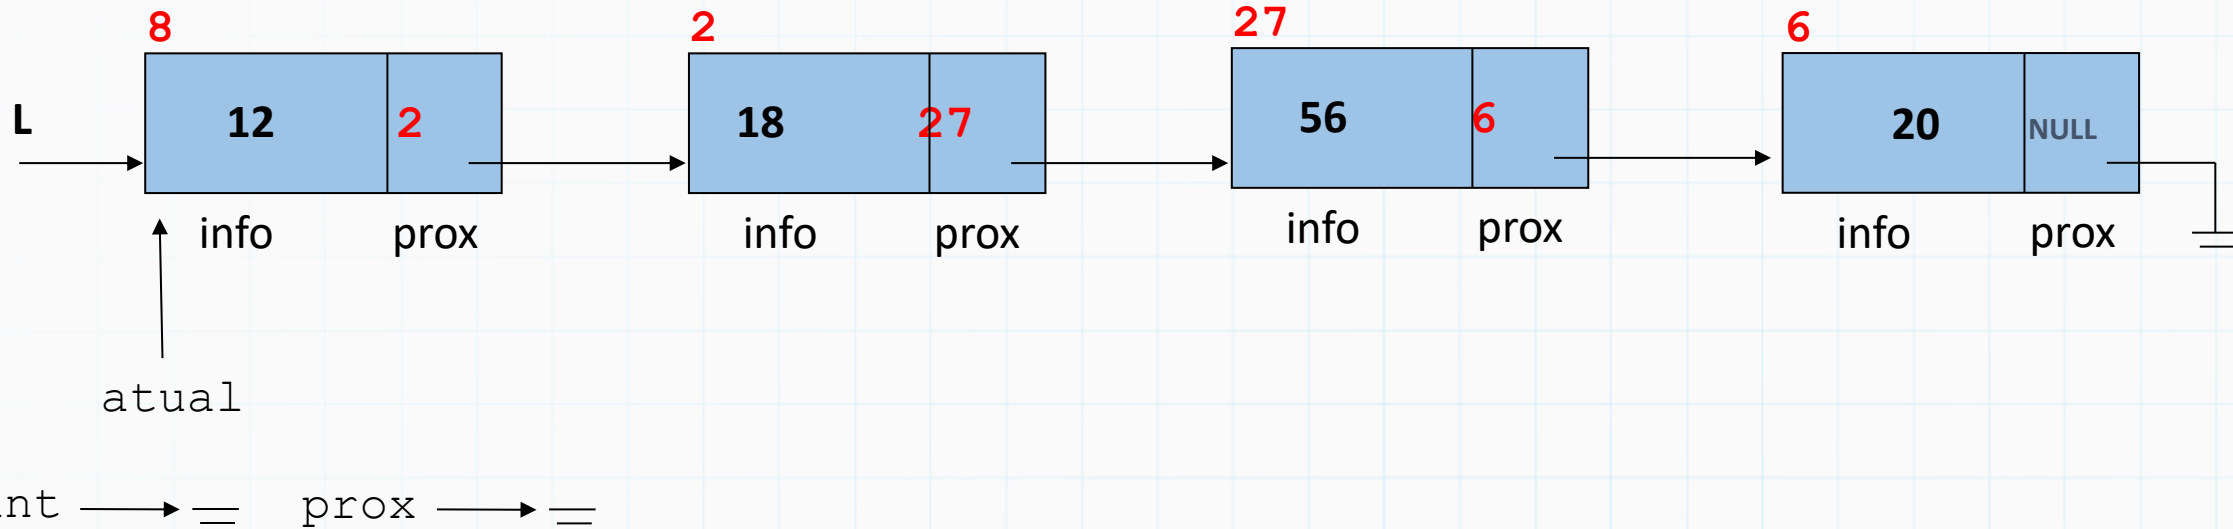 8 2 27 6
L 12 2 18 27 56 6 20 NULL
info prox info prox info prox info prox
atual
prox